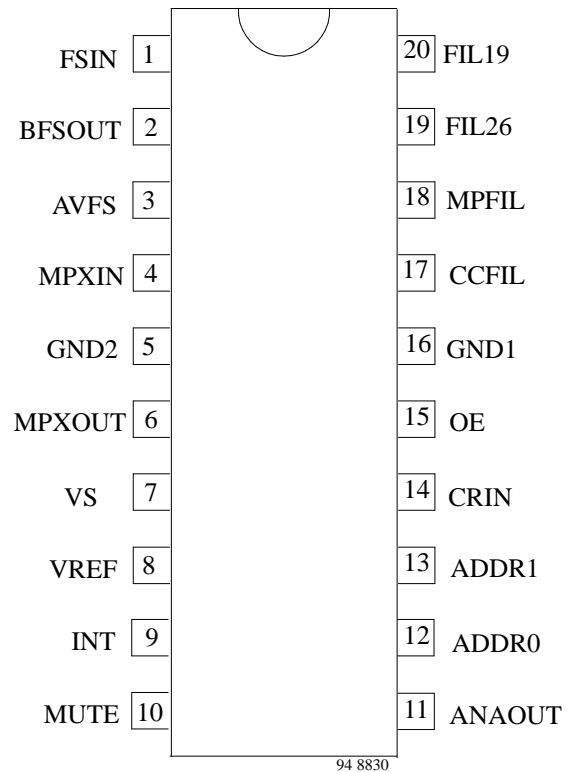 FSIN 1 20 FIL19
BFSOUT 2 19 FIL26
AVFS 3 18 MPFIL
MPXIN 4 17 CCFIL
GND2 5 16 GND1
MPXOUT 6 15 OE
VS 7 14 CRIN
VREF 8 13 ADDR1
INT 9 12 ADDR0
MUTE 10 11 ANAOUT
94 8830